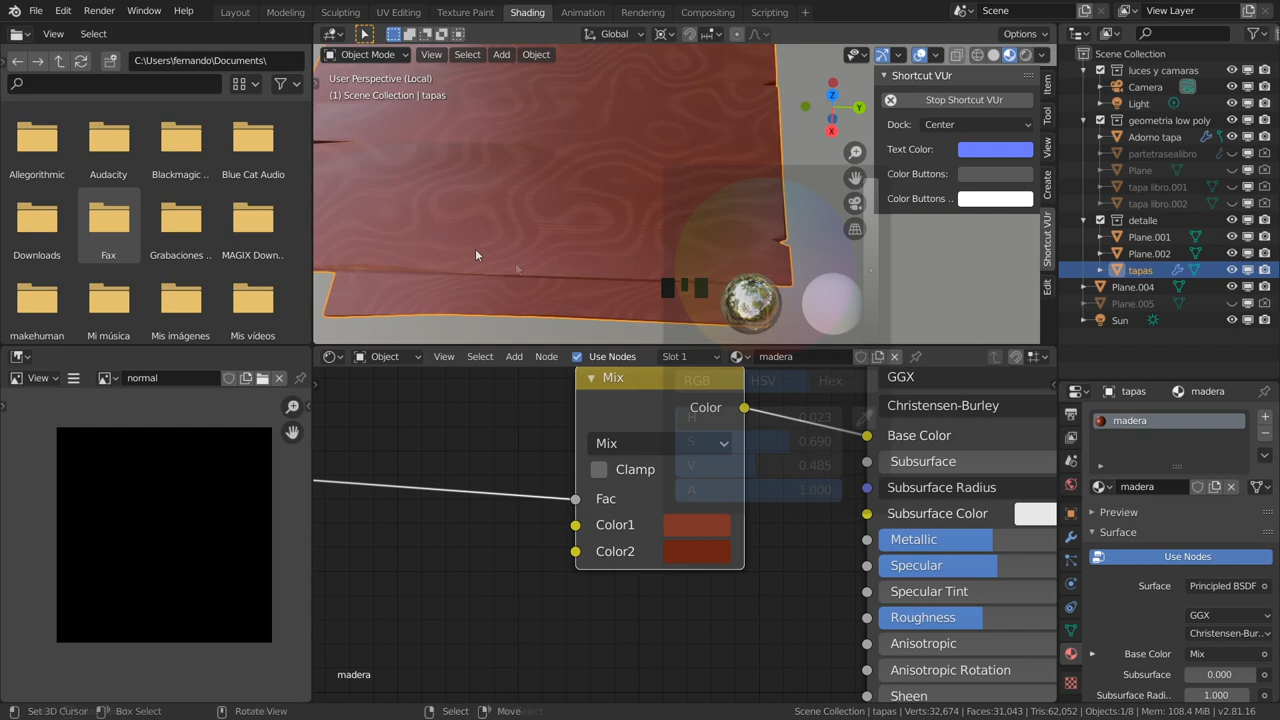 File Edit Render Window Help Layout Modeling Sculpting UV Editing Texture Paint Shading Animation Rendering Compositing Scripting + Scene View Layer
View Select
C:\Users\fernando\Documents\
Allegorithmic Audacity Blackmagic .. Blue Cat Audio
Downloads Fax Grabaciones ... MAGIX Down..
makehuman Mi música Mis imágenes Mis vídeos
Global Options
Object Mode View Select Add Object
User Perspective (Local)
(1) Scene Collection | tapas
Z
Y
X
Shortcut VUr
Stop Shortcut VUr
Dock: Center
Text Color:
Color Buttons:
Color Buttons ..
Item
Tool
View
Create
Shortcut VUr
Edit
Scene Collection
luces y camaras
Camera
Light
geometria low poly
Adorno tapa
partetrasealibro
Plane
tapa libro.001
tapa libro.002
detalle
Plane.001
Plane.002
tapas
Plane.004
Plane.005
Sun
View normal
Object View Select Add Node Use Nodes Slot 1 madera
Mix
Color
Mix
Clamp
Fac
Color1
Color2
RGB HSV Hex
H 0.023
S 0.690
V 0.485
A 1.000
GGX
Christensen-Burley
Base Color
Subsurface
Subsurface Radius
Subsurface Color
Metallic
Specular
Specular Tint
Roughness
Anisotropic
Anisotropic Rotation
Sheen
madera
tapas madera
madera
madera
Preview
Surface
Use Nodes
Surface Principled BSDF
GGX
Christensen-Bur..
Base Color Mix
Subsurface 0.000
Subsurface Radi.. 1.000
Set 3D Cursor Box Select Rotate View Select Move Scene Collection | tapas | Verts:32,674 | Faces:31,043 | Tris:62,052 | Objects:1/8 | Mem: 108.4 MiB | v2.81.16